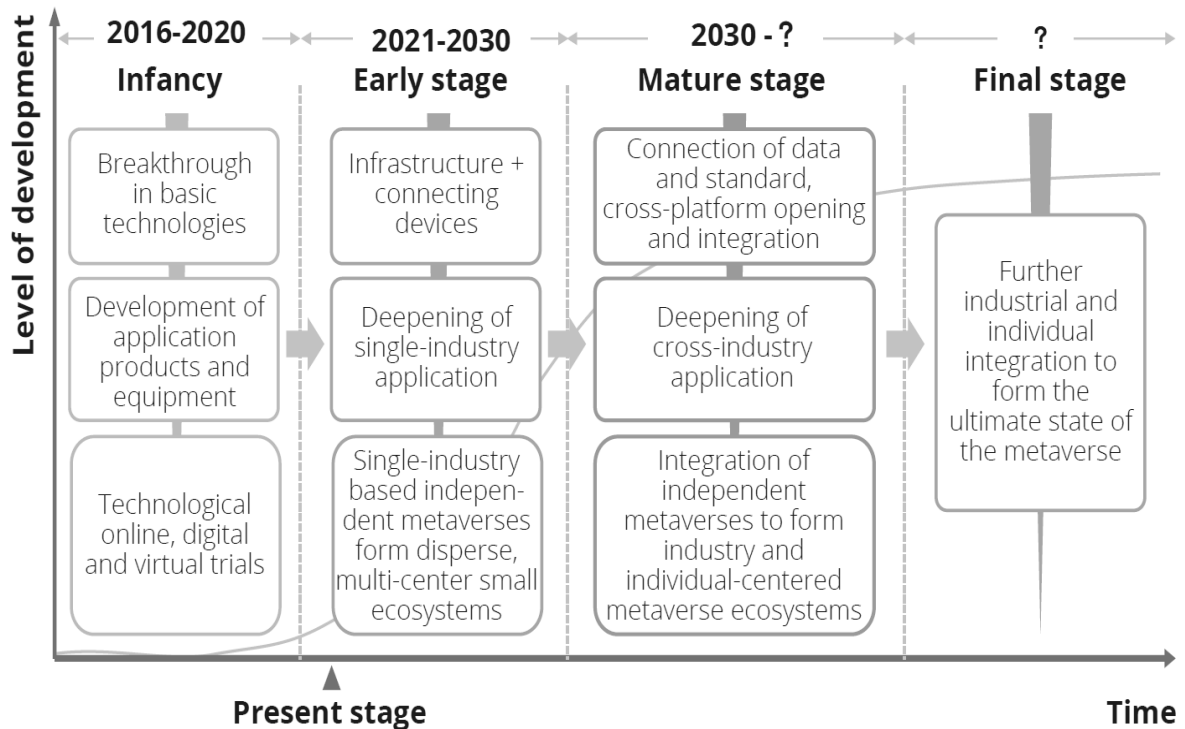 Level of development
2016-2020
Infancy
Breakthrough
in basic
technologies
Development of
application
products and
equipment
Technological
online, digital
and virtual trials
2021-2030
Early stage
Infrastructure +
connecting
devices
Deepening of
single-industry
application
Single-industry
based indepen-
dent metaverses
form disperse,
multi-center small
ecosystems
2030 - ?
Mature stage
Connection of data
and standard,
cross-platform opening
and integration
Deepening of
cross-industry
application
Integration of
independent
metaverses to form
industry and
individual-centered
metaverse ecosystems
?
Final stage
Further
industrial and
individual
integration to
form the
ultimate state of
the metaverse
Present stage
Time